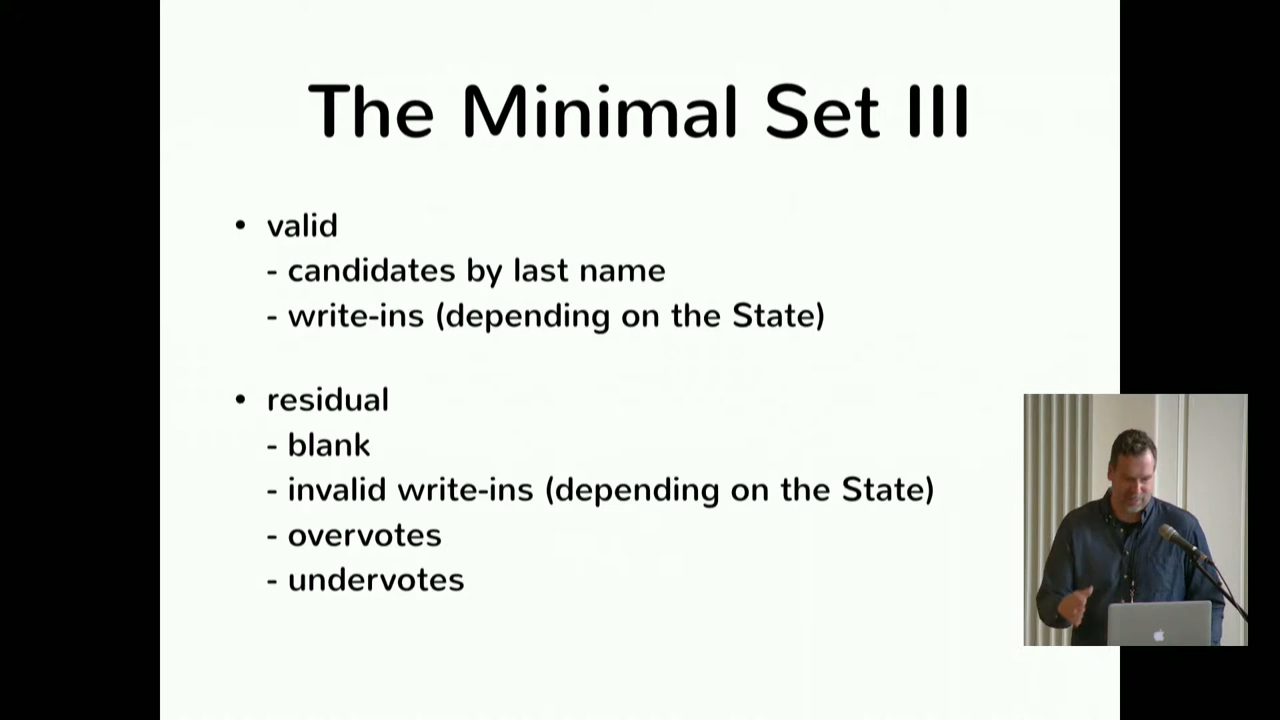 The Minimal Set III
• valid
- candidates by last name
- write-ins (depending on the State)
• residual
- blank
- invalid write-ins (depending on the State)
- overvotes
- undervotes